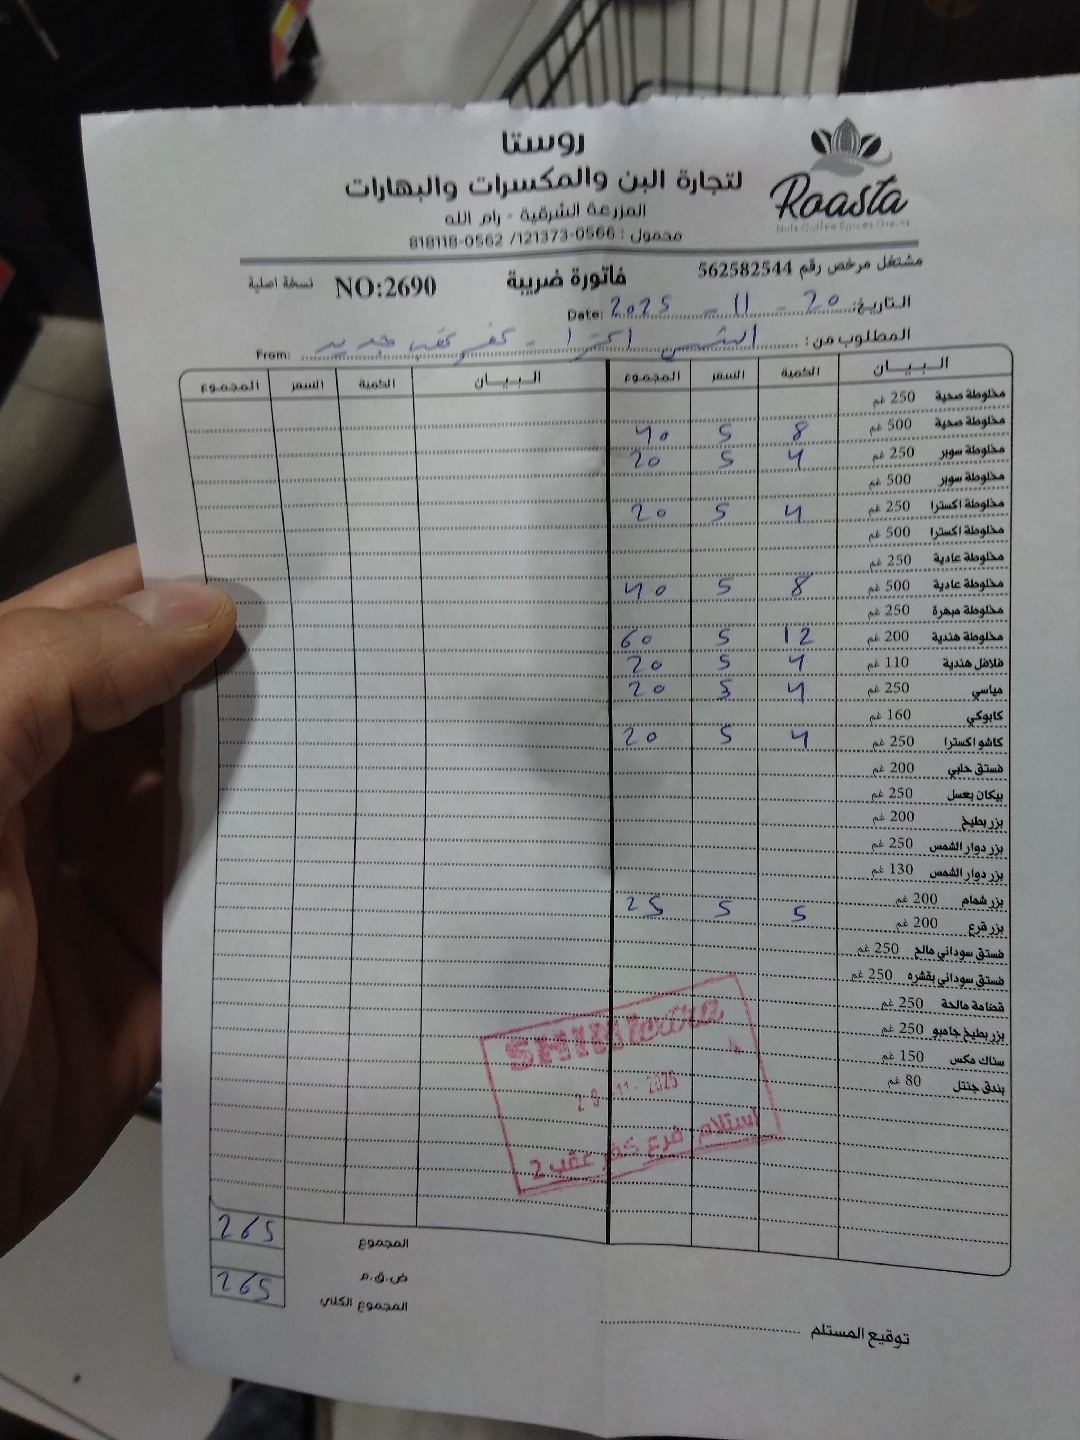 روستا
لتجارة البن والمكسرات والبهارات
المزرعة الشرقية - رام الله
محمول : 0566-121373 /0562-818118
Roasta
Nuts Coffee Spices Grains
مشتغل مرخص رقم 562582544
فاتورة ضريبة
NO:2690
نسخة اصلية
التاريخ: 20 - 11 - 2025 Date:
المطلوب من: الشني اكسترا - كفر عقب جديد From:
البيان الكمية السعر المجموع البيان الكمية السعر المجموع
مخلوطة صحية 250 غم
مخلوطة صحية 500 غم 8 5 40
مخلوطة سوبر 250 غم 4 5 20
مخلوطة سوبر 500 غم
مخلوطة اكسترا 250 غم 4 5 20
مخلوطة اكسترا 500 غم
مخلوطة عادية 250 غم
مخلوطة عادية 500 غم 8 5 40
مخلوطة مبهرة 250 غم
مخلوطة هندية 200 غم 12 5 60
فلافل هندية 110 غم 4 5 20
مياسي 250 غم 4 5 20
كابوكي 160 غم
كاشو اكسترا 250 غم 4 5 20
فستق حلبي 200 غم
بيكان بعسل 250 غم
بزر بطيخ 200 غم
بزر دوار الشمس 250 غم
بزر دوار الشمس 130 غم
بزر شمام 200 غم 5 5 25
بزر قرع 200 غم
فستق سوداني مالح 250 غم
فستق سوداني بقشره 250 غم
قضامة مالحة 250 غم
بزر بطيخ جامبو 250 غم
سناك مكس 150 غم
بندق جنتل 80 غم
SHINI extra
20 11 2025
استلام فرع كفر عقب 2
المجموع 265
ض.ق.م
المجموع الكلي 265
توقيع المستلم